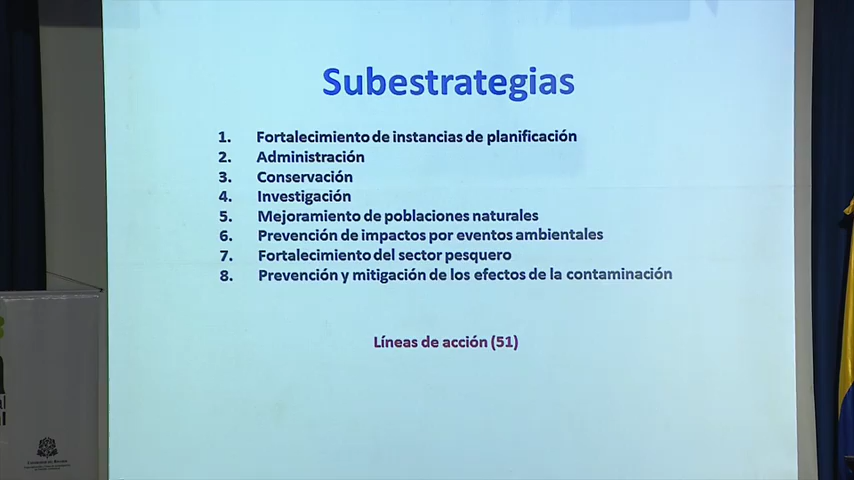 Subestrategias
1. Fortalecimiento de instancias de planificación
2. Administración
3. Conservación
4. Investigación
5. Mejoramiento de poblaciones naturales
6. Prevención de impactos por eventos ambientales
7. Fortalecimiento del sector pesquero
8. Prevención y mitigación de los efectos de la contaminación
Líneas de acción (51)